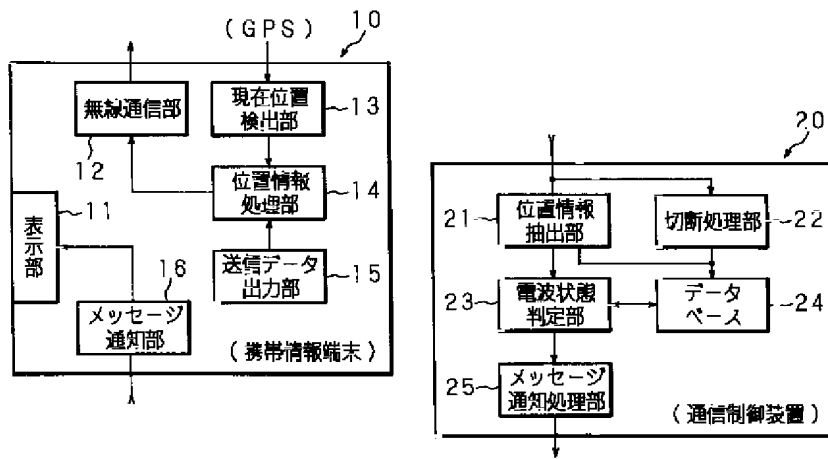 (GPS)
10
無線通信部
12
現在位置
検出部
13
位置情報
処理部
14
11
表示部
送信データ
出力部
15
16
メッセージ
通知部
(携帯情報端末)
20
21
位置情報
抽出部
切断処理部
22
23
電波状態
判定部
データ
ベース
24
25
メッセージ
通知処理部
(通信制御装置)